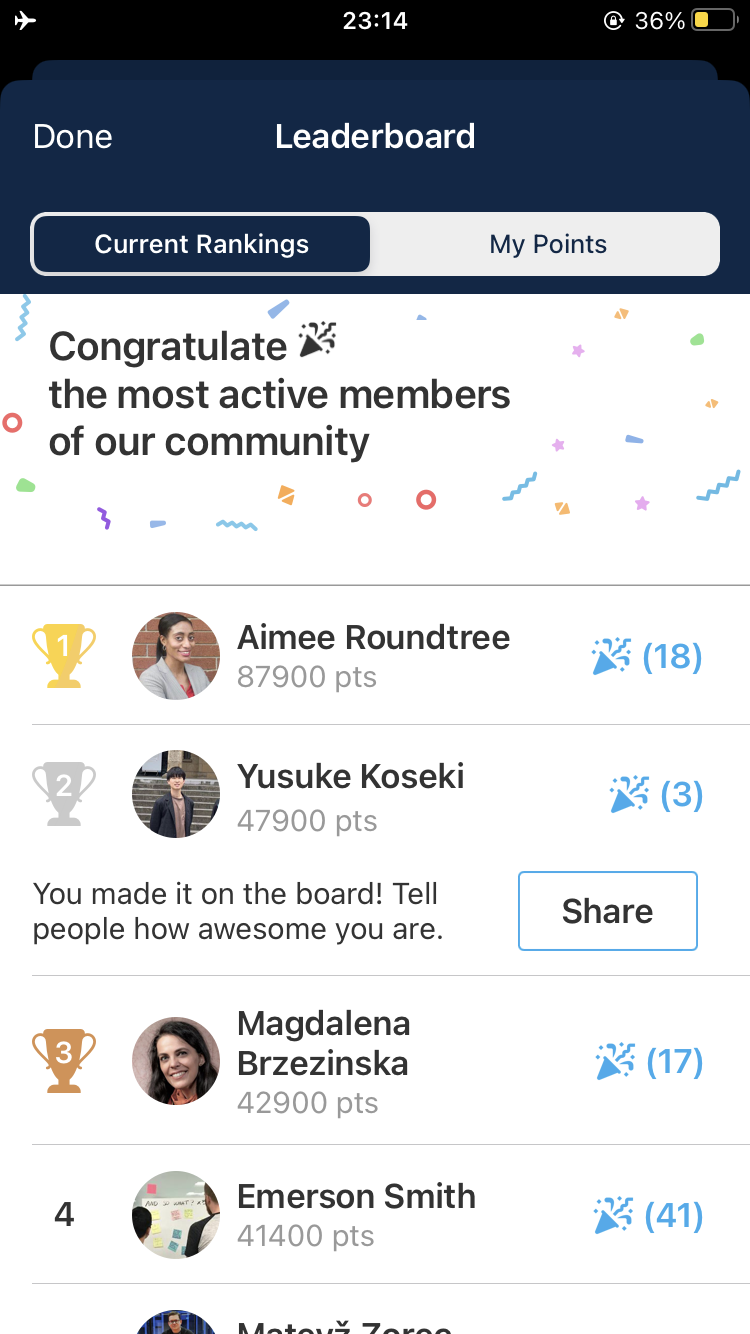 23:14
36%
Done
Leaderboard
Current Rankings
My Points
Congratulate
the most active members
of our community
1
Aimee Roundtree
87900 pts
(18)
2
Yusuke Koseki
47900 pts
(3)
You made it on the board! Tell
people how awesome you are.
Share
3
Magdalena
Brzezinska
42900 pts
(17)
4
Emerson Smith
41400 pts
(41)